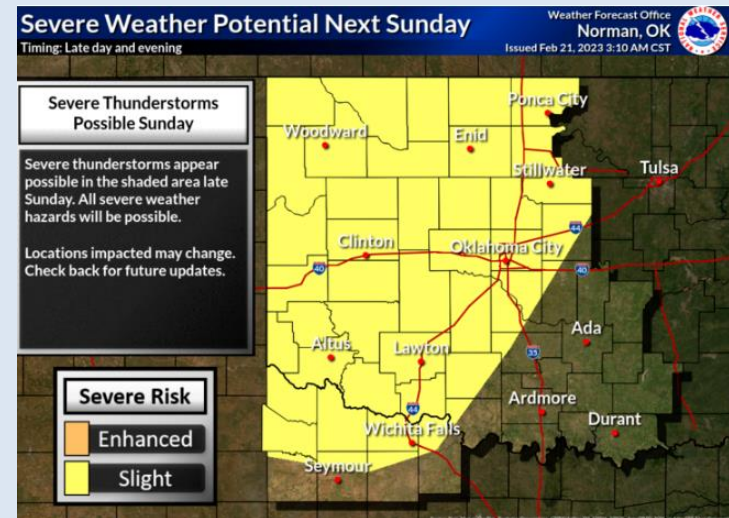 Severe Weather Potential Next Sunday
Timing: Late day and evening
Weather Forecast Office
Norman, OK
Issued Feb 21, 2023 3:10 AM CST
Severe Thunderstorms
Possible Sunday
Severe thunderstorms appear
possible in the shaded area late
Sunday. All severe weather
hazards will be possible.
Locations impacted may change.
Check back for future updates.
Ponca City
Woodward
Enid
Stillwater
Tulsa
44
Clinton
Oklahoma City
40
40
Ada
Altus
Lawton
35
Ardmore
44
Durant
Wichita Falls
Seymour
Severe Risk
Enhanced
Slight